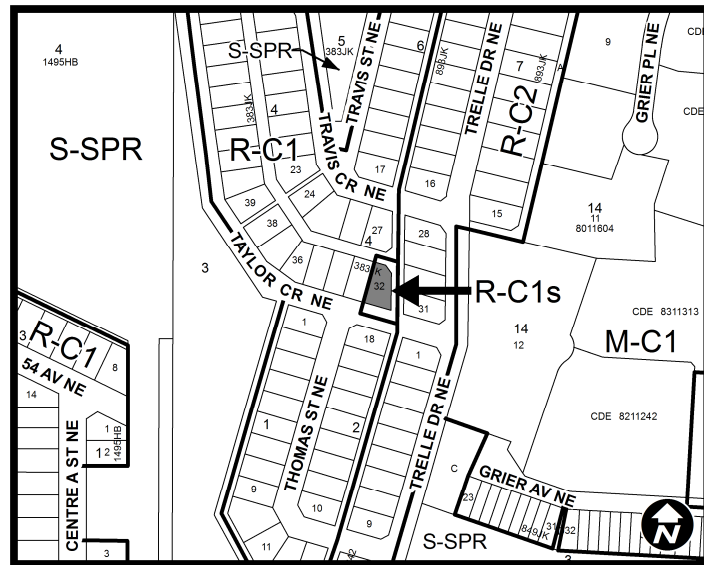 4
1495HB
S-SPR
5
383JK
S-SPR
TRAVIS ST NE
6
893JK
TRELLE DR NE
7
893JK
A
R-C2
9
CDE
GRIER PL NE
CDE
383JK
4
R-C1
TRAVIS CR NE
23
17
16
24
39
38
27
4
28
15
14
11
8011604
TAYLOR CR NE
3
36
383JK
32
R-C1s
31
R-C1
3
8
54 AV NE
14
1
18
1
14
12
CDE 8311313
M-C1
CDE 8211242
CENTRE A ST NE
1
1 2
1495HB
THOMAS ST NE
1
2
TRELLE DR NE
9
10
9
11
C
23
GRIER AV NE
849JK
31
32
S-SPR
3
42
3
N